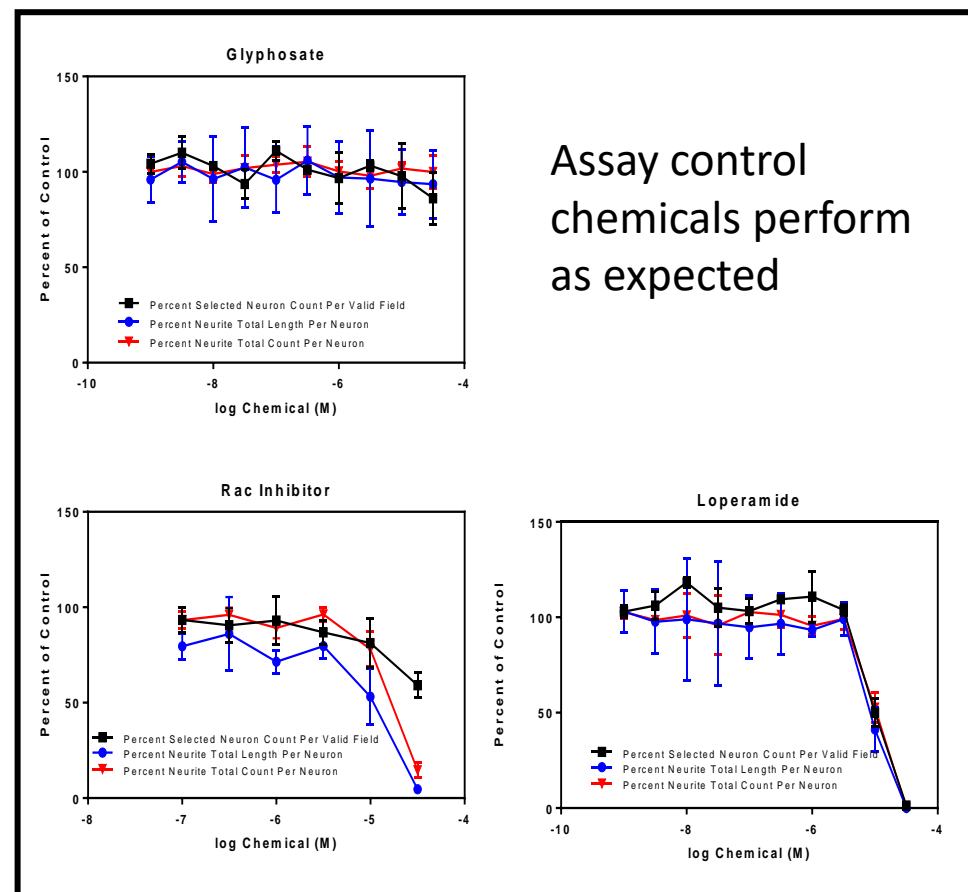 Glyphosate
150
100
50
0
Percent of Control
Percent Selected Neuron Count Per Valid Field
Percent Neurite Total Length Per Neuron
Percent Neurite Total Count Per Neuron
-10
-8
-6
-4
log Chemical (M)
Assay control
chemicals perform
as expected
Rac Inhibitor
150
100
50
0
Percent of Control
Percent Selected Neuron Count Per Valid Field
Percent Neurite Total Length Per Neuron
Percent Neurite Total Count Per Neuron
-8
-7
-6
-5
-4
log Chemical (M)
Loperamide
150
100
50
0
Percent of Control
Percent Selected Neuron Count Per Valid Field
Percent Neurite Total Length Per Neuron
Percent Neurite Total Count Per Neuron
-10
-8
-6
-4
log Chemical (M)